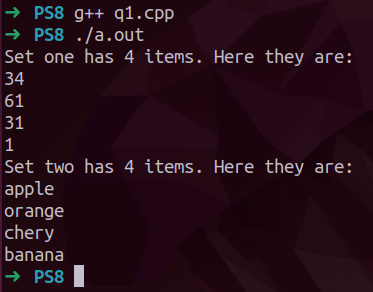 ➜ PS8 g++ q1.cpp
➜ PS8 ./a.out
Set one has 4 items. Here they are:
34
61
31
1
Set two has 4 items. Here they are:
apple
orange
chery
banana
➜ PS8